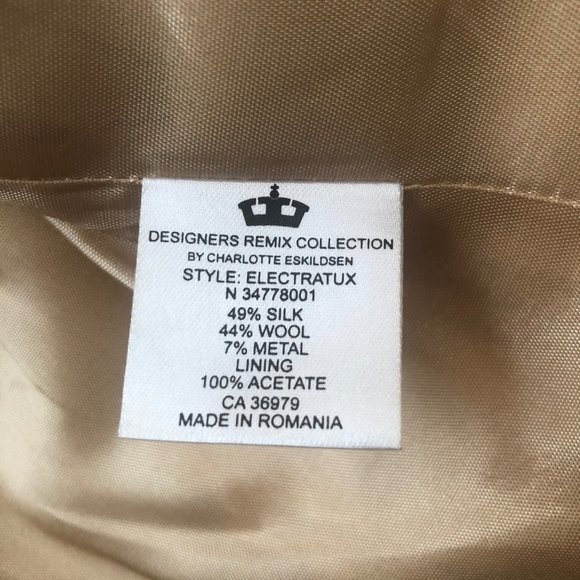 DESIGNERS REMIX COLLECTION
BY CHARLOTTE ESKILDSEN
STYLE: ELECTRATUX
N 34778001
49% SILK
44% WOOL
7% METAL
LINING
100% ACETATE
CA 36979
MADE IN ROMANIA